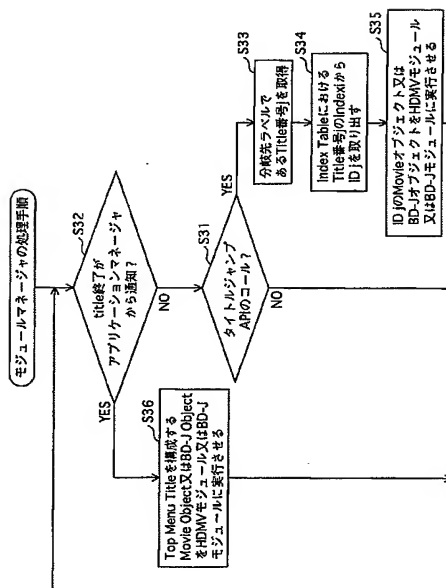 モジュールマネージャの処理手順
S32
title終了が
アプリケーションマネージャ
から通知？
YES
NO
S31
タイトルジャンプ
APIのコール？
YES
NO
S33
分岐先ラベルで
あるTitle番号jを取得
S34
Index Tableにおける
Title番号jのIndexjから
ID jを取り出す
S35
ID jのMovieオブジェクト又は
BD-JオブジェクトをHDMVモジュール
又はBD-Jモジュールに実行させる
S36
Top Menu Titleを構成する
Movie Object又はBD-J Object
をHDMVモジュール又はBD-J
モジュールに実行させる